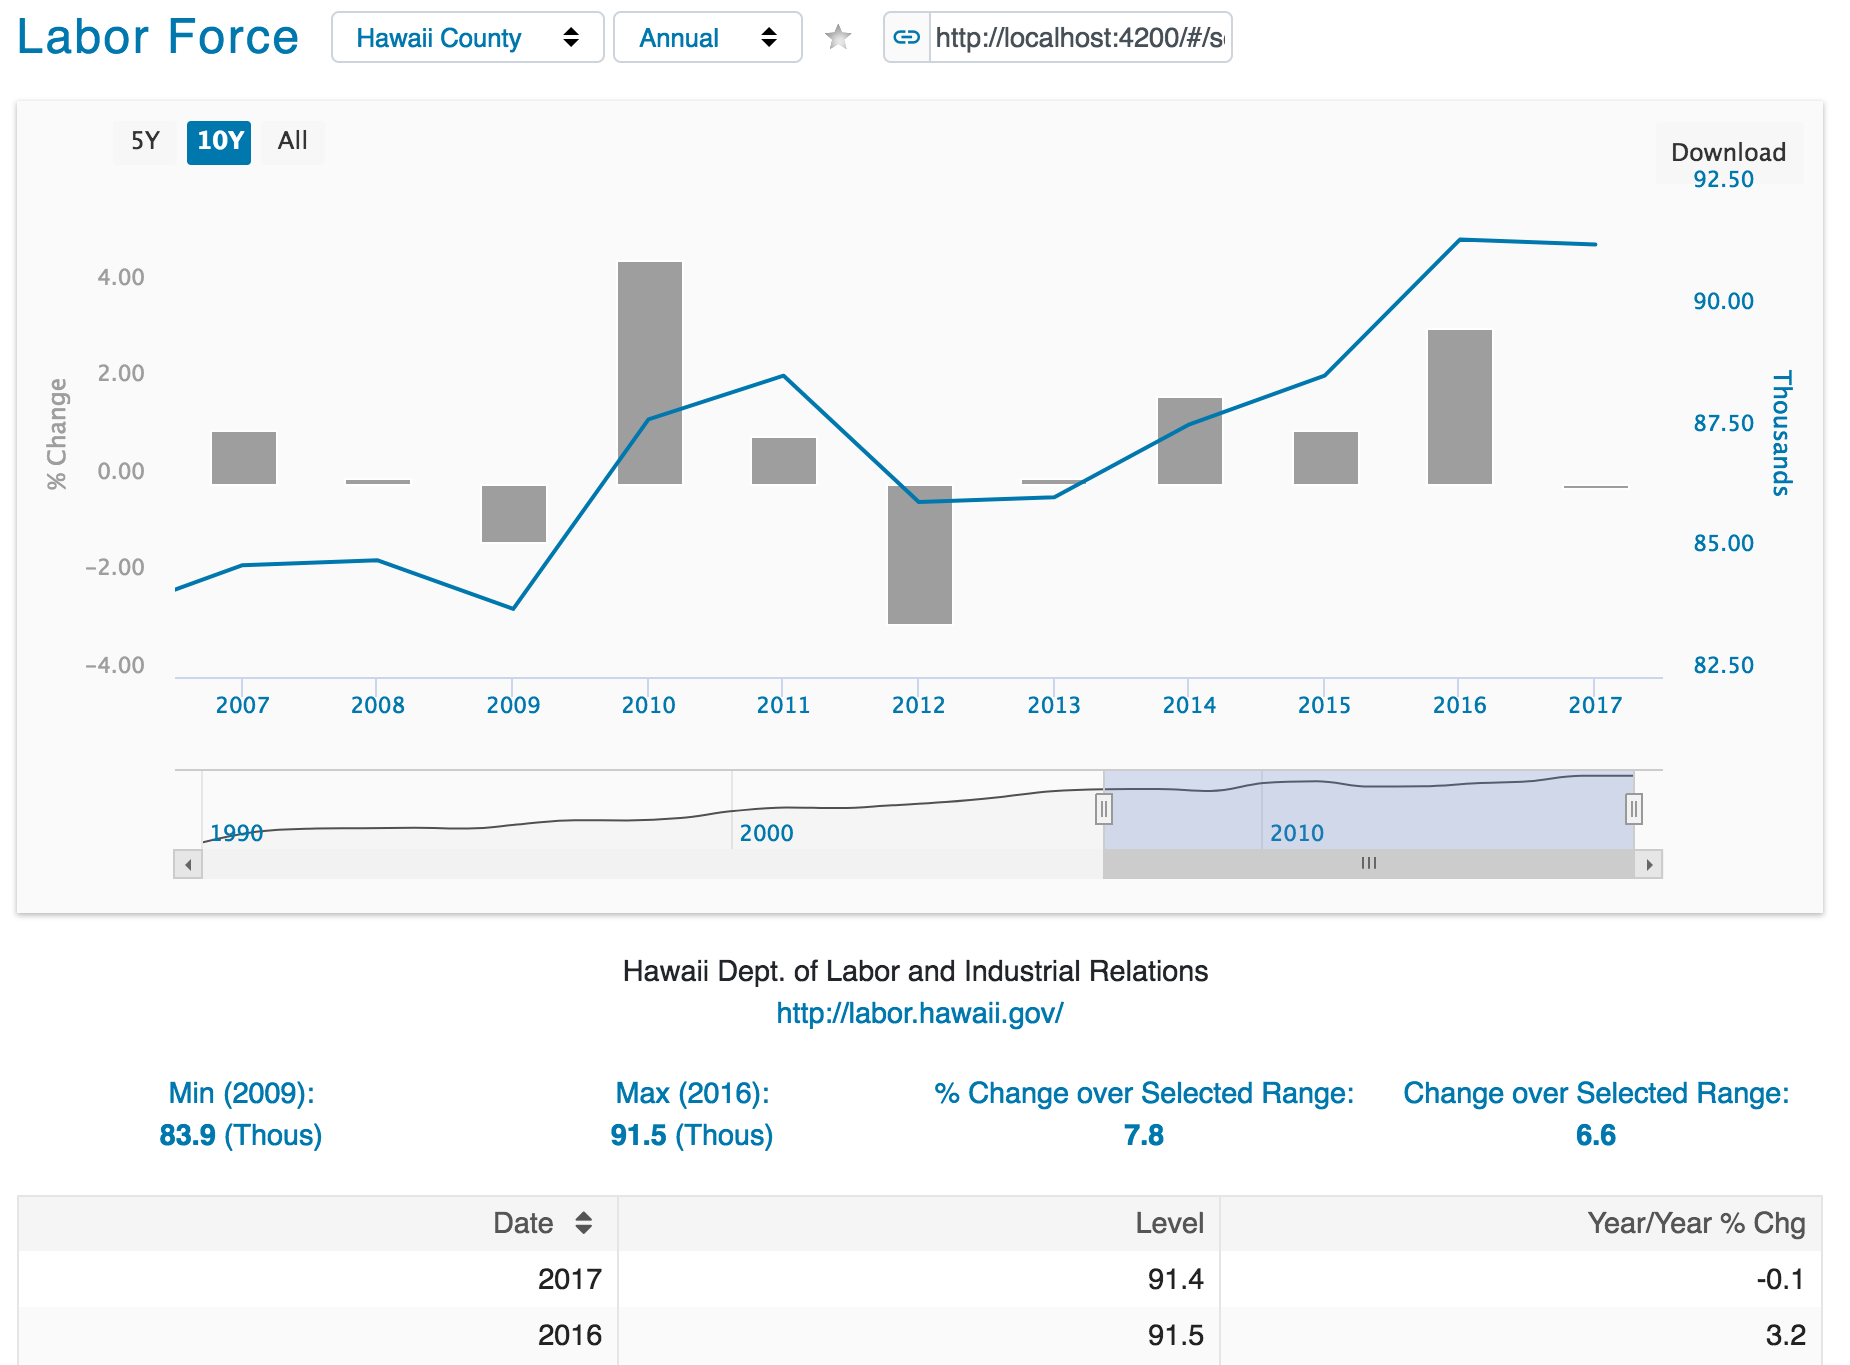 Labor Force Hawaii County Annual http://localhost:4200/#/s
5Y 10Y All
Download
92.50
4.00
90.00
2.00
87.50
0.00
85.00
−2.00
82.50
−4.00
% Change
Thousands
2007 2008 2009 2010 2011 2012 2013 2014 2015 2016 2017
1990 2000 2010
Hawaii Dept. of Labor and Industrial Relations
http://labor.hawaii.gov/
Min (2009): Max (2016): % Change over Selected Range: Change over Selected Range:
83.9 (Thous) 91.5 (Thous) 7.8 6.6
Date Level Year/Year % Chg
2017 91.4 -0.1
2016 91.5 3.2